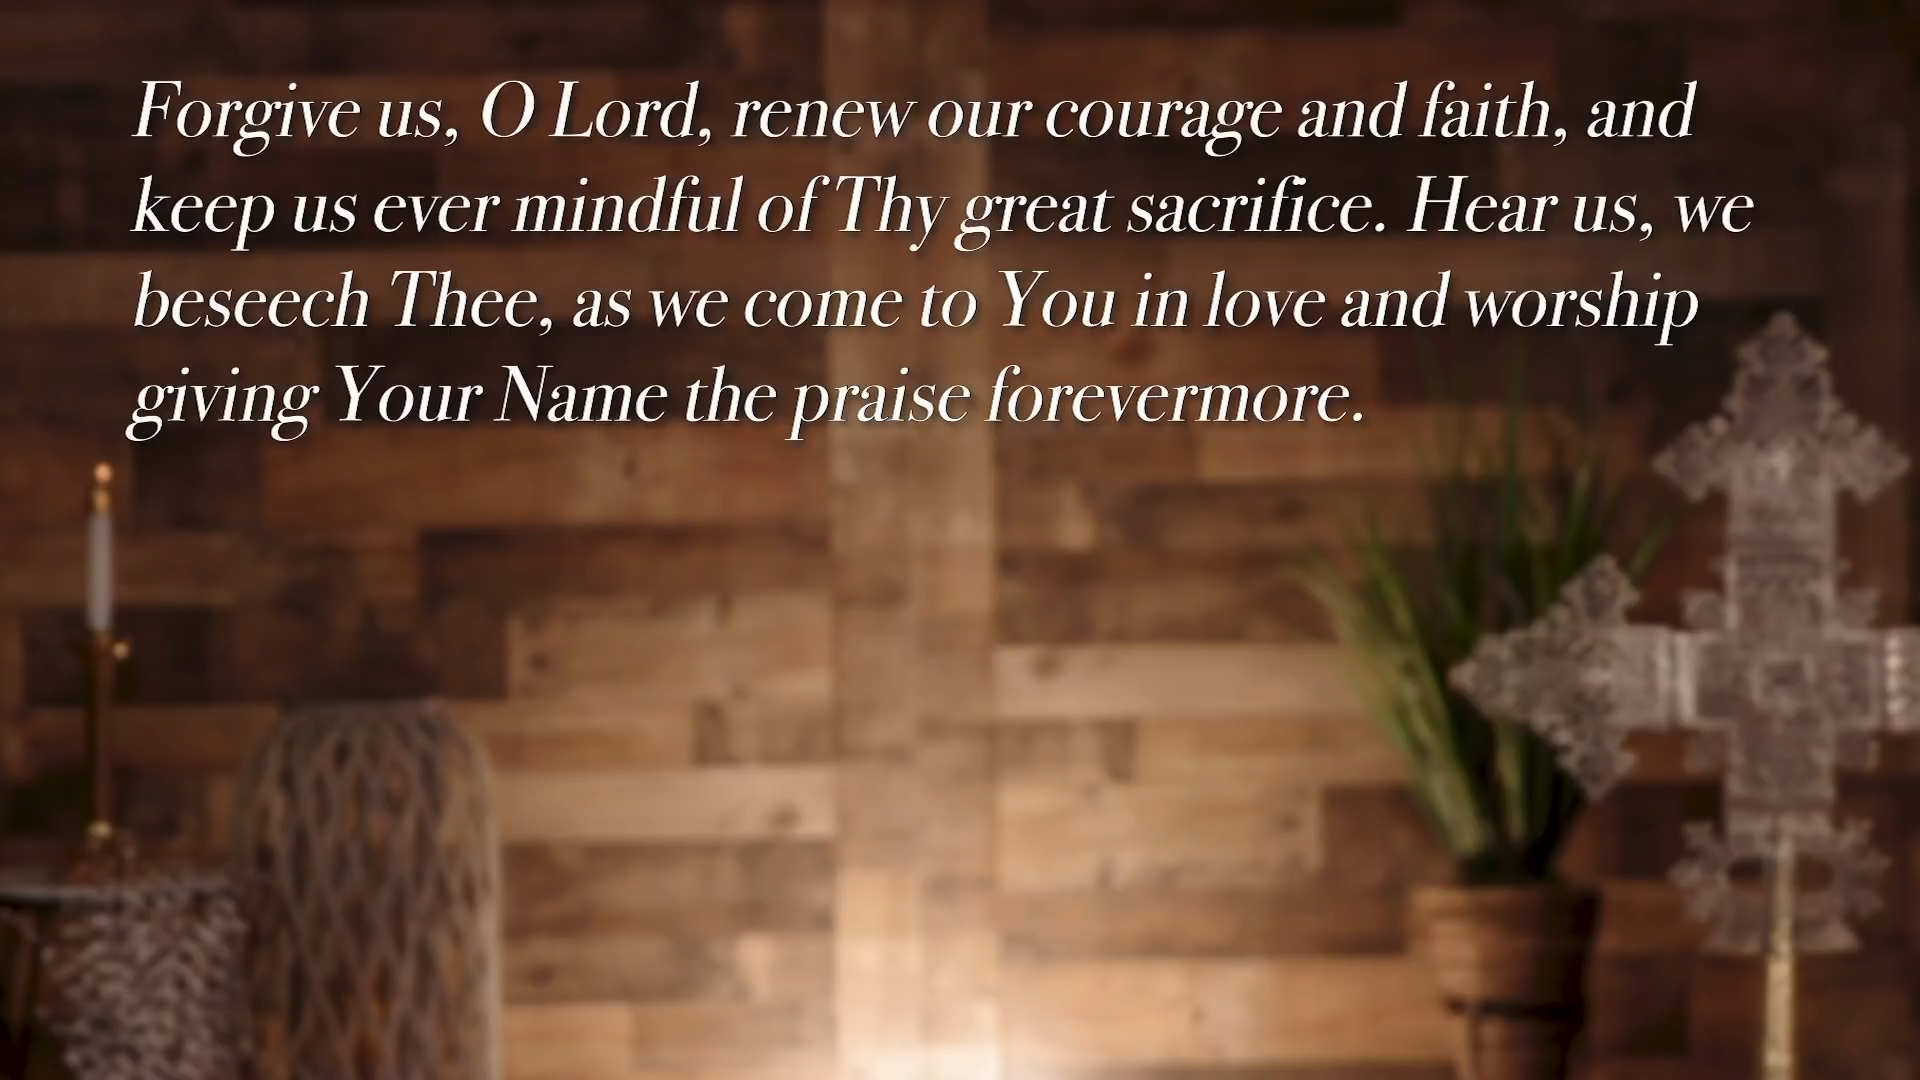 Forgive us, O Lord, renew our courage and faith, and
keep us ever mindful of Thy great sacrifice. Hear us, we
beseech Thee, as we come to You in love and worship
giving Your Name the praise forevermore.